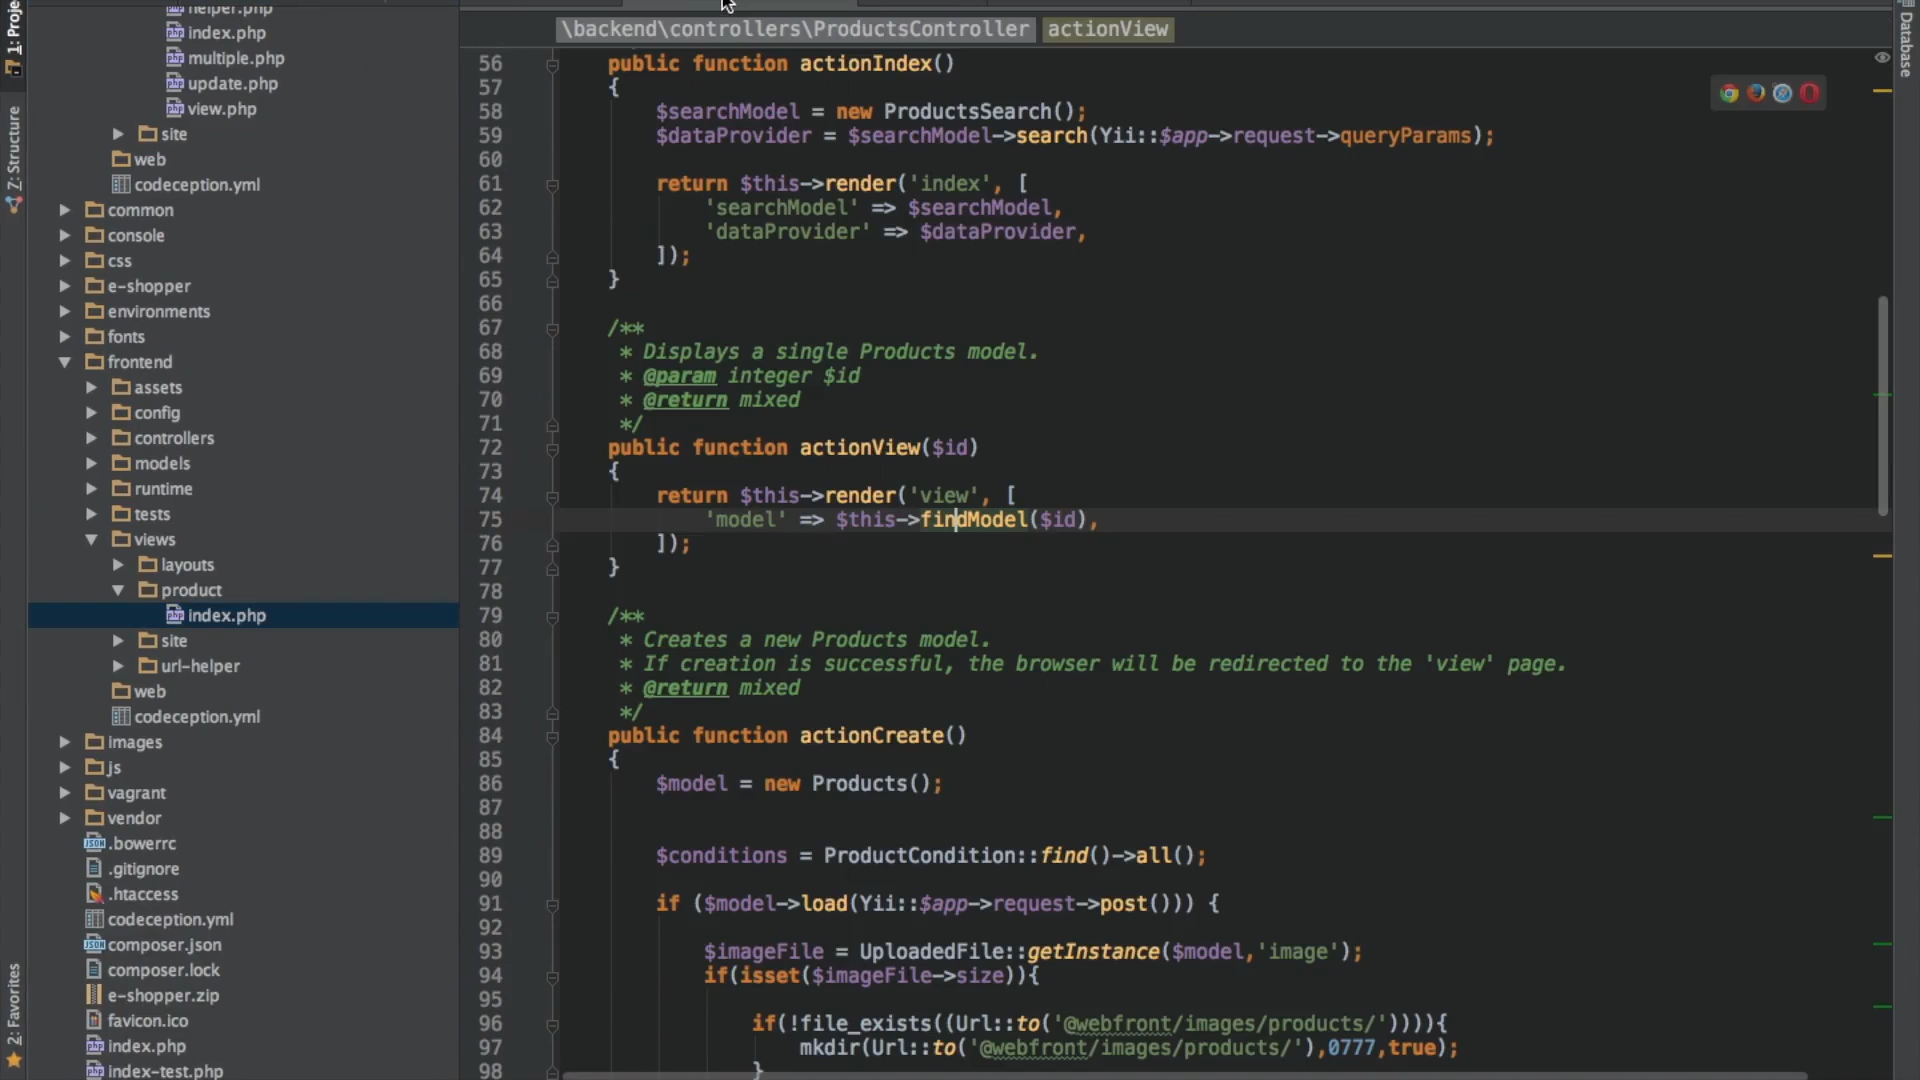 1: Proje
Z: Structure
2: Favorites
helper.php
index.php
multiple.php
update.php
view.php
site
web
codeception.yml
common
console
css
e-shopper
environments
fonts
frontend
assets
config
controllers
models
runtime
tests
views
layouts
product
index.php
site
url-helper
web
codeception.yml
images
js
vagrant
vendor
.bowerrc
.gitignore
.htaccess
codeception.yml
composer.json
composer.lock
e-shopper.zip
favicon.ico
index.php
index-test.php
\backend\controllers\ProductsController actionView
56 public function actionIndex()
57 {
58 $searchModel = new ProductsSearch();
59 $dataProvider = $searchModel->search(Yii::$app->request->queryParams);
60
61 return $this->render('index', [
62 'searchModel' => $searchModel,
63 'dataProvider' => $dataProvider,
64 ]);
65 }
66
67 /**
68 * Displays a single Products model.
69 * @param integer $id
70 * @return mixed
71 */
72 public function actionView($id)
73 {
74 return $this->render('view', [
75 'model' => $this->findModel($id),
76 ]);
77 }
78
79 /**
80 * Creates a new Products model.
81 * If creation is successful, the browser will be redirected to the 'view' page.
82 * @return mixed
83 */
84 public function actionCreate()
85 {
86 $model = new Products();
87
88
89 $conditions = ProductCondition::find()->all();
90
91 if ($model->load(Yii::$app->request->post())) {
92
93 $imageFile = UploadedFile::getInstance($model,'image');
94 if(isset($imageFile->size)){
95
96 if(!file_exists((Url::to('@webfront/images/products/')))){
97 mkdir(Url::to('@webfront/images/products/'),0777,true);
98 }
Database